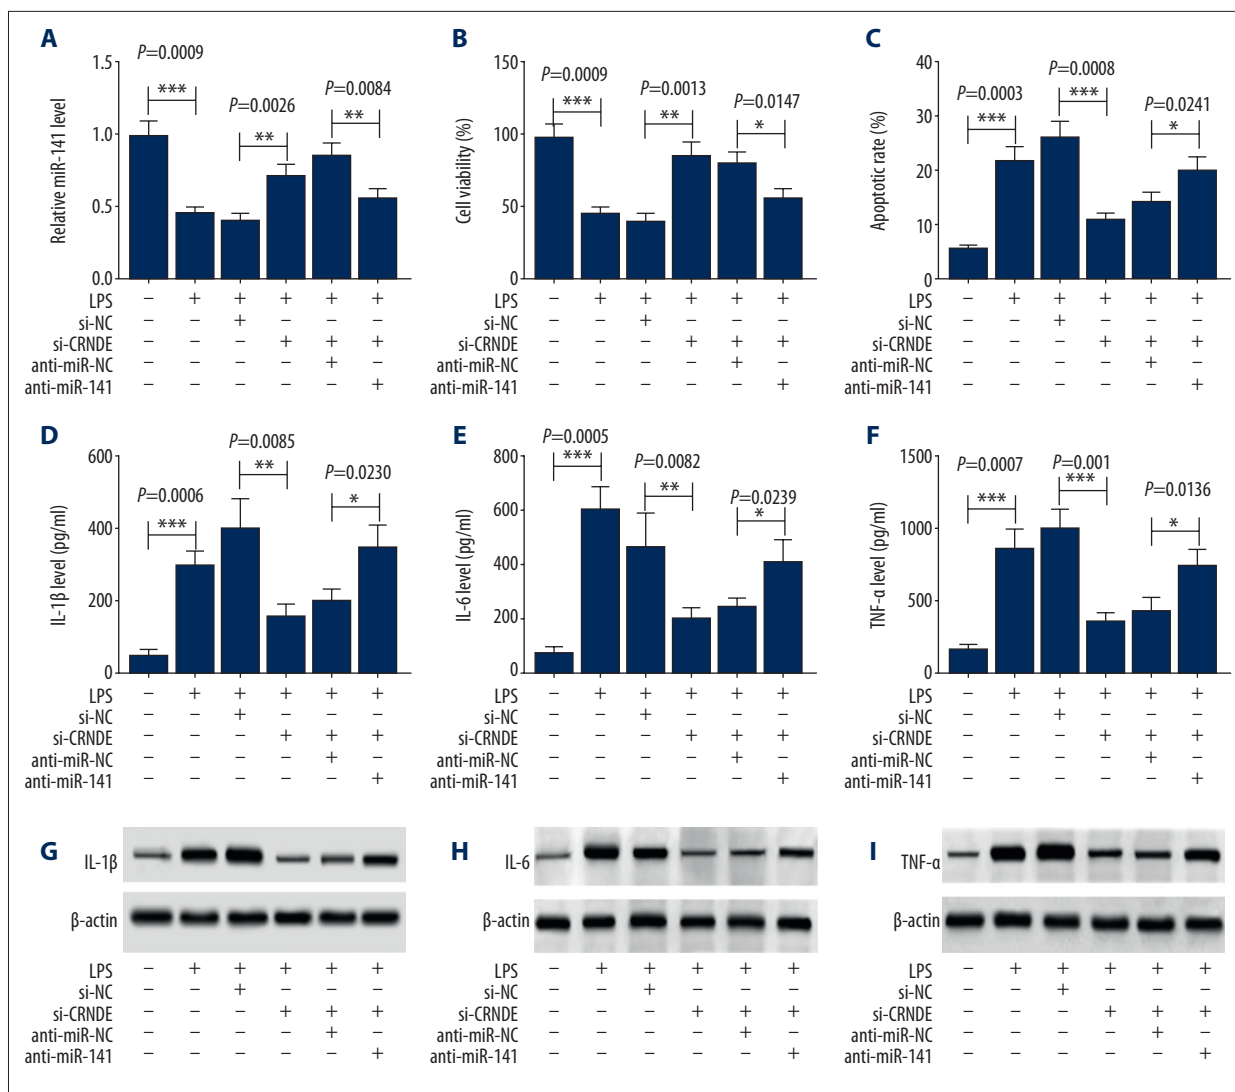 A
P=0.0009
***
P=0.0026
**
P=0.0084
**
Relative miR-141 level
1.5
1.0
0.5
0.0
LPS – + + + + +
si-NC – – + – – –
si-CRNDE – – – + + +
anti-miR-NC – – – – + –
anti-miR-141 – – – – – +
B
P=0.0009
***
P=0.0013
**
P=0.0147
*
Cell viability (%)
150
100
50
0
LPS – + + + + +
si-NC – – + – – –
si-CRNDE – – – + + +
anti-miR-NC – – – – + –
anti-miR-141 – – – – – +
C
P=0.0003
***
P=0.0008
***
P=0.0241
*
Apoptotic rate (%)
40
30
20
10
0
LPS – + + + + +
si-NC – – + – – –
si-CRNDE – – – + + +
anti-miR-NC – – – – + –
anti-miR-141 – – – – – +
D
P=0.0006
***
P=0.0085
**
P=0.0230
*
IL-1β level (pg/ml)
600
400
200
0
LPS – + + + + +
si-NC – – + – – –
si-CRNDE – – – + + +
anti-miR-NC – – – – + –
anti-miR-141 – – – – – +
E
P=0.0005
***
P=0.0082
**
P=0.0239
*
IL-6 level (pg/ml)
800
600
400
200
0
LPS – + + + + +
si-NC – – + – – –
si-CRNDE – – – + + +
anti-miR-NC – – – – + –
anti-miR-141 – – – – – +
F
P=0.0007
***
P=0.001
***
P=0.0136
*
TNF-α level (pg/ml)
1500
1000
500
0
LPS – + + + + +
si-NC – – + – – –
si-CRNDE – – – + + +
anti-miR-NC – – – – + –
anti-miR-141 – – – – – +
G
IL-1β
β-actin
LPS – + + + + +
si-NC – – + – – –
si-CRNDE – – – + + +
anti-miR-NC – – – – + –
anti-miR-141 – – – – – +
H
IL-6
β-actin
LPS – + + + + +
si-NC – – + – – –
si-CRNDE – – – + + +
anti-miR-NC – – – – + –
anti-miR-141 – – – – – +
I
TNF-α
β-actin
LPS – + + + + +
si-NC – – + – – –
si-CRNDE – – – + + +
anti-miR-NC – – – – + –
anti-miR-141 – – – – – +